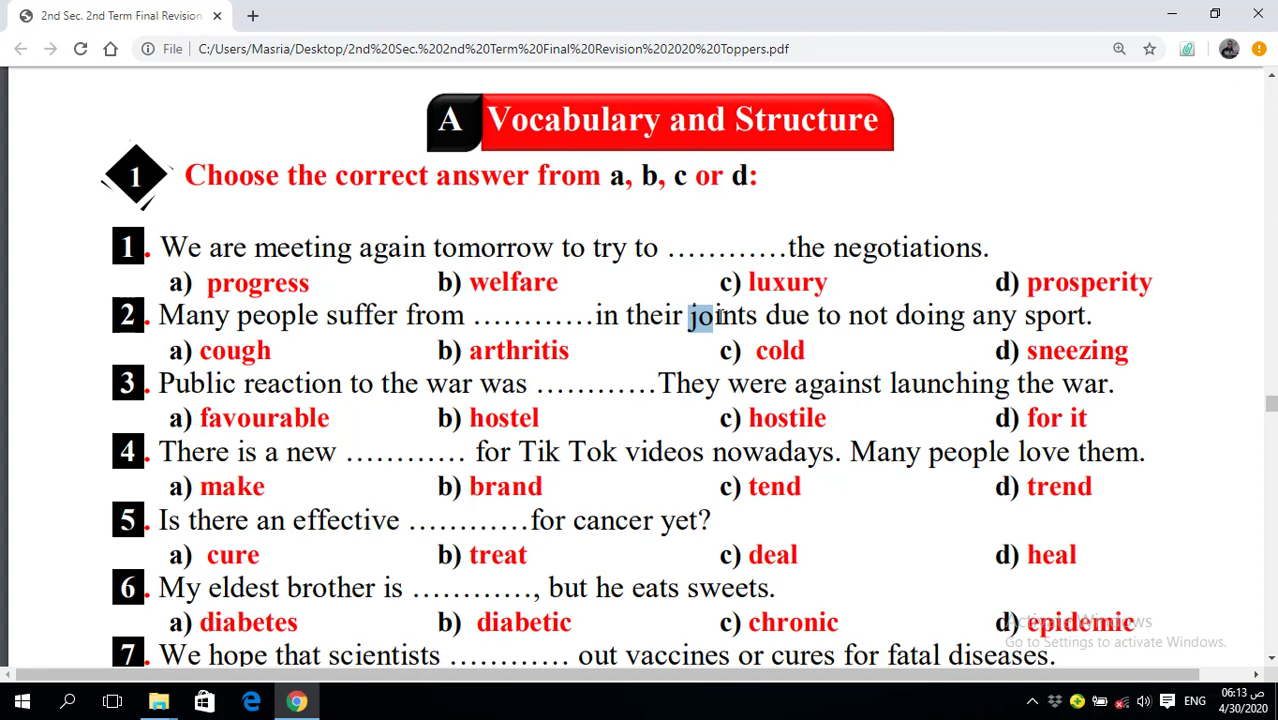 2nd Sec. 2nd Term Final Revision
File C:/Users/Masria/Desktop/2nd%20Sec.%202nd%20Term%20Final%20Revision%202020%20Toppers.pdf
A Vocabulary and Structure
1 Choose the correct answer from a, b, c or d:
1. We are meeting again tomorrow to try to …………the negotiations.
a) progress b) welfare c) luxury d) prosperity
2. Many people suffer from …………in their joints due to not doing any sport.
a) cough b) arthritis c) cold d) sneezing
3. Public reaction to the war was …………They were against launching the war.
a) favourable b) hostel c) hostile d) for it
4. There is a new ………… for Tik Tok videos nowadays. Many people love them.
a) make b) brand c) tend d) trend
5. Is there an effective …………for cancer yet?
a) cure b) treat c) deal d) heal
6. My eldest brother is …………, but he eats sweets.
a) diabetes b) diabetic c) chronic d) epidemic
Activate Windows
Go to Settings to activate Windows.
7. We hope that scientists ………… out vaccines or cures for fatal diseases.
ENG
06:13 ص
4/30/2020